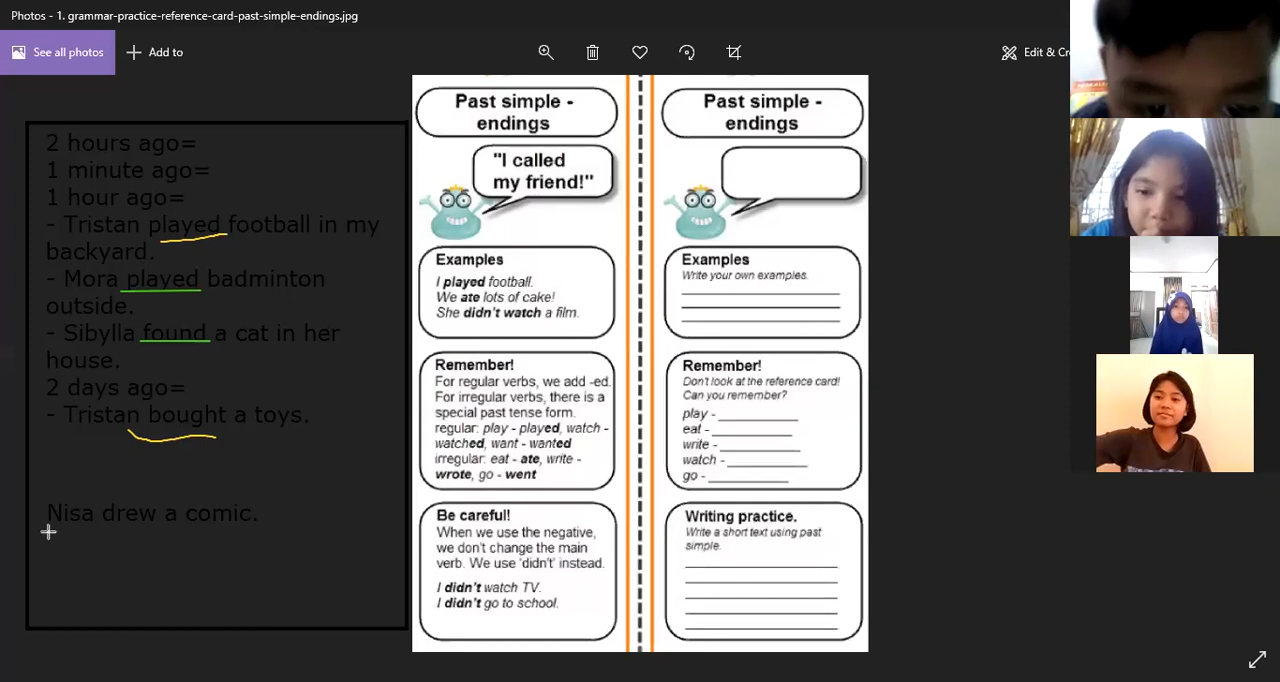 Photos - 1. grammar-practice-reference-card-past-simple-endings.jpg
See all photos
Add to
Edit & Cr
2 hours ago=
1 minute ago=
1 hour ago=
- Tristan played football in my
backyard.
- Mora played badminton
outside.
- Sibylla found a cat in her
house.
2 days ago=
- Tristan bought a toys.
Nisa drew a comic.
Past simple -
endings
"I called
my friend!"
Examples
I played football.
We ate lots of cake!
She didn't watch a film.
Remember!
For regular verbs, we add -ed.
For irregular verbs, there is a
special past tense form.
regular: play - played, watch -
watched, want - wanted
irregular: eat - ate, write -
wrote, go - went
Be careful!
When we use the negative,
we don't change the main
verb. We use 'didn't' instead.
I didn't watch TV.
I didn't go to school.
Past simple -
endings
Examples
Write your own examples.
Remember!
Don't look at the reference card!
Can you remember?
play -
eat -
write -
watch -
go -
Writing practice.
Write a short text using past
simple.